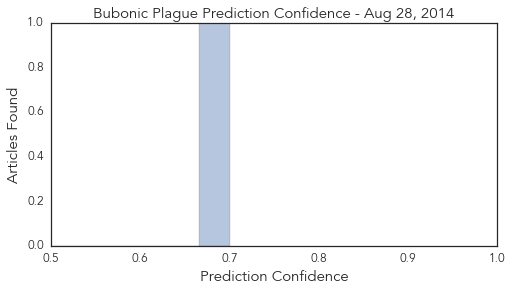 Bubonic Plague Prediction Confidence - Aug 28, 2014
Articles Found
1.0
0.8
0.6
0.4
0.2
0.0
0.5 0.6 0.7 0.8 0.9 1.0
Prediction Confidence